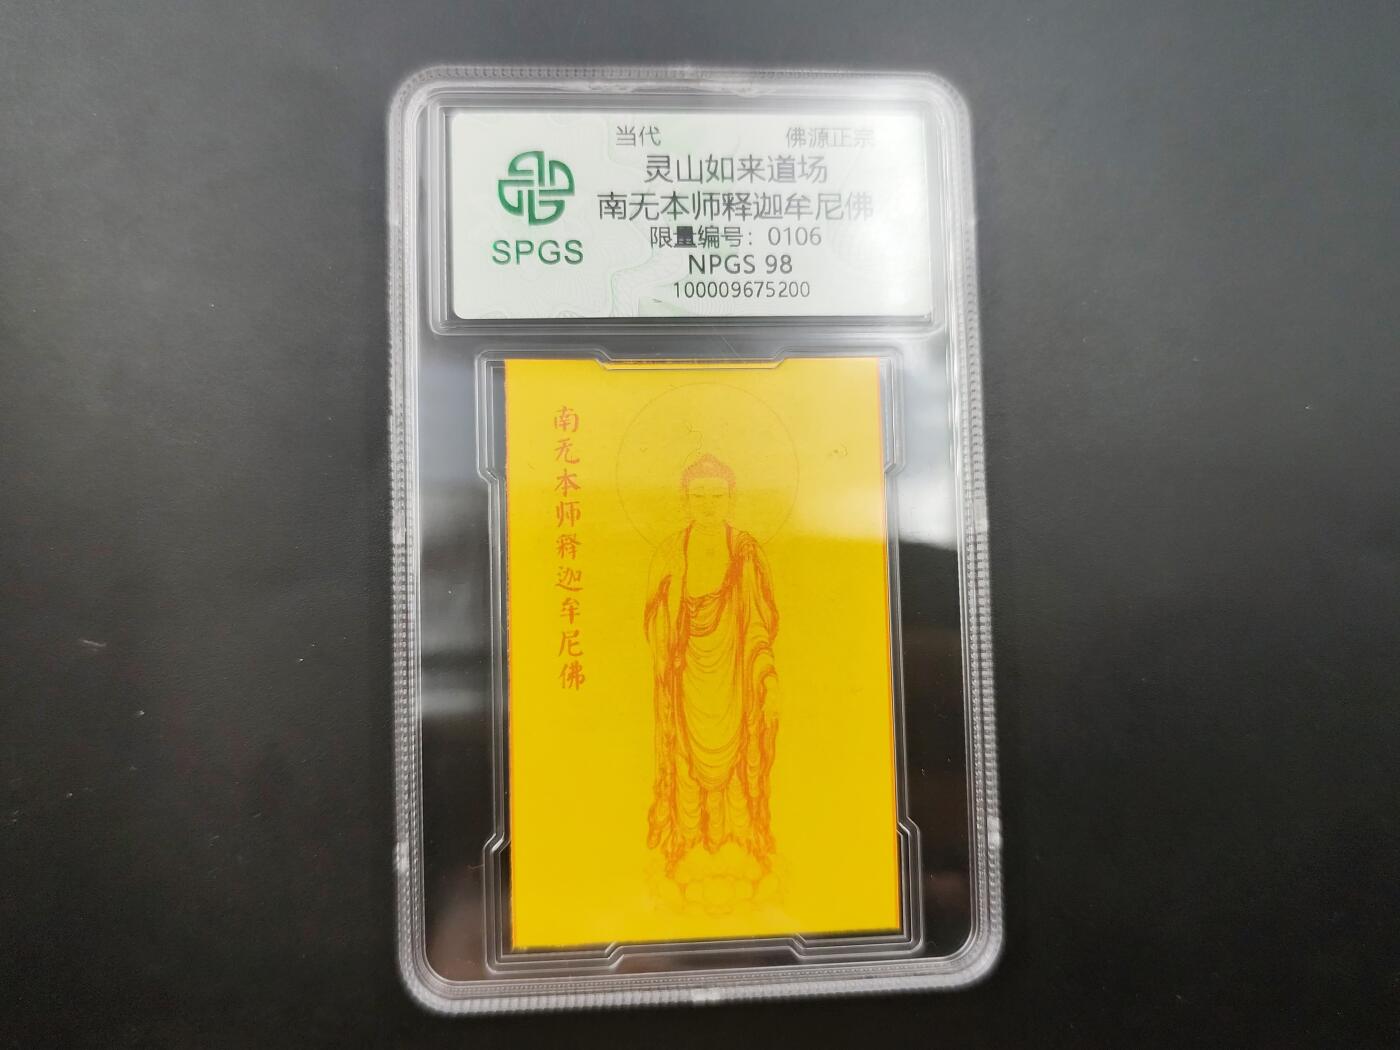 当代 佛源正宗
灵山如来道场
南无本师释迦牟尼佛
限量编号：0106
NPGS 98
100009675200
SPGS
南无本师释迦牟尼佛